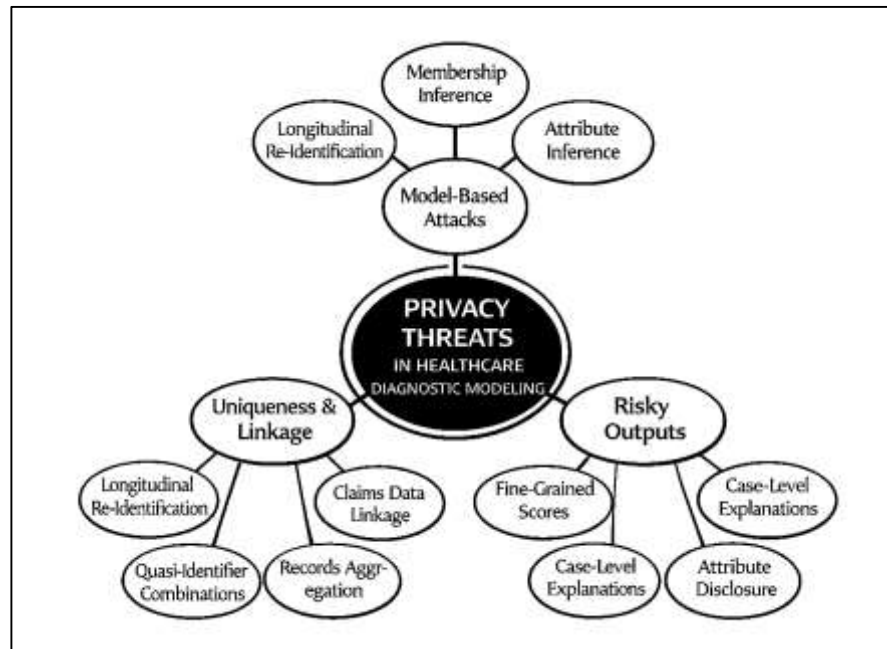 Membership
Inference
Longitudinal
Re-Identification
Attribute
Inference
Model-Based
Attacks
PRIVACY
THREATS
IN HEALTHCARE
DIAGNOSTIC MODELING
Uniqueness &
Linkage
Longitudinal
Re-Identification
Claims Data
Linkage
Quasi-Identifier
Combinations
Records Aggr-
egation
Risky
Outputs
Fine-Grained
Scores
Case-Level
Explanations
Case-Level
Explanations
Attribute
Disclosure